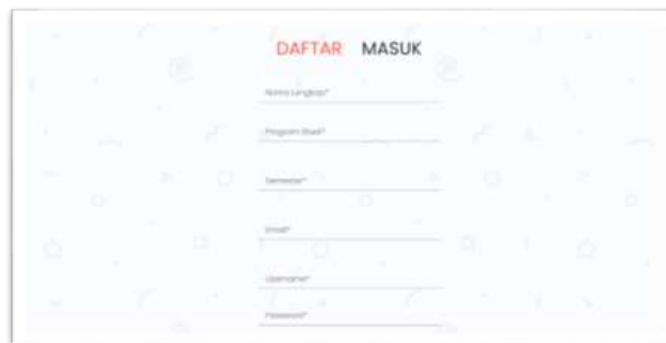 DAFTAR MASUK
Nama Lengkap*
Program Studi*
Semester*
Email*
Username*
Password*